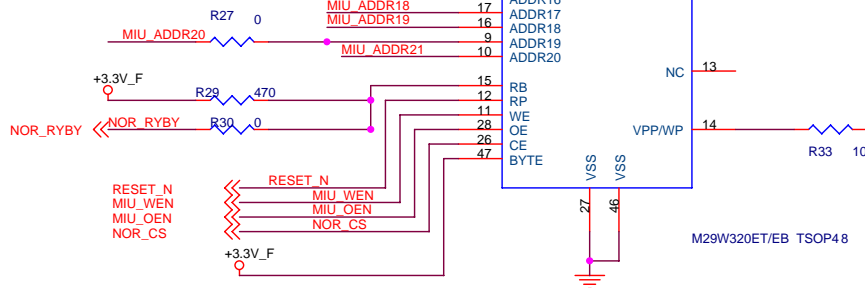 ADDR16
MIU_ADDR18 17 ADDR17
R27 0 MIU_ADDR19 16 ADDR18
MIU_ADDR20 9 ADDR19
MIU_ADDR21 10 ADDR20
NC 13
+3.3V_F
R29 470 15 RB
12 RP
NOR_RYBY NOR_RYBY R30 0 11 WE
28 OE VPP/WP 14
26 CE
47 BYTE
R33 10
VSS VSS
RESET_N RESET_N
MIU_WEN MIU_WEN
MIU_OEN MIU_OEN
NOR_CS NOR_CS
27 46
+3.3V_F
M29W320ET/EB TSOP48